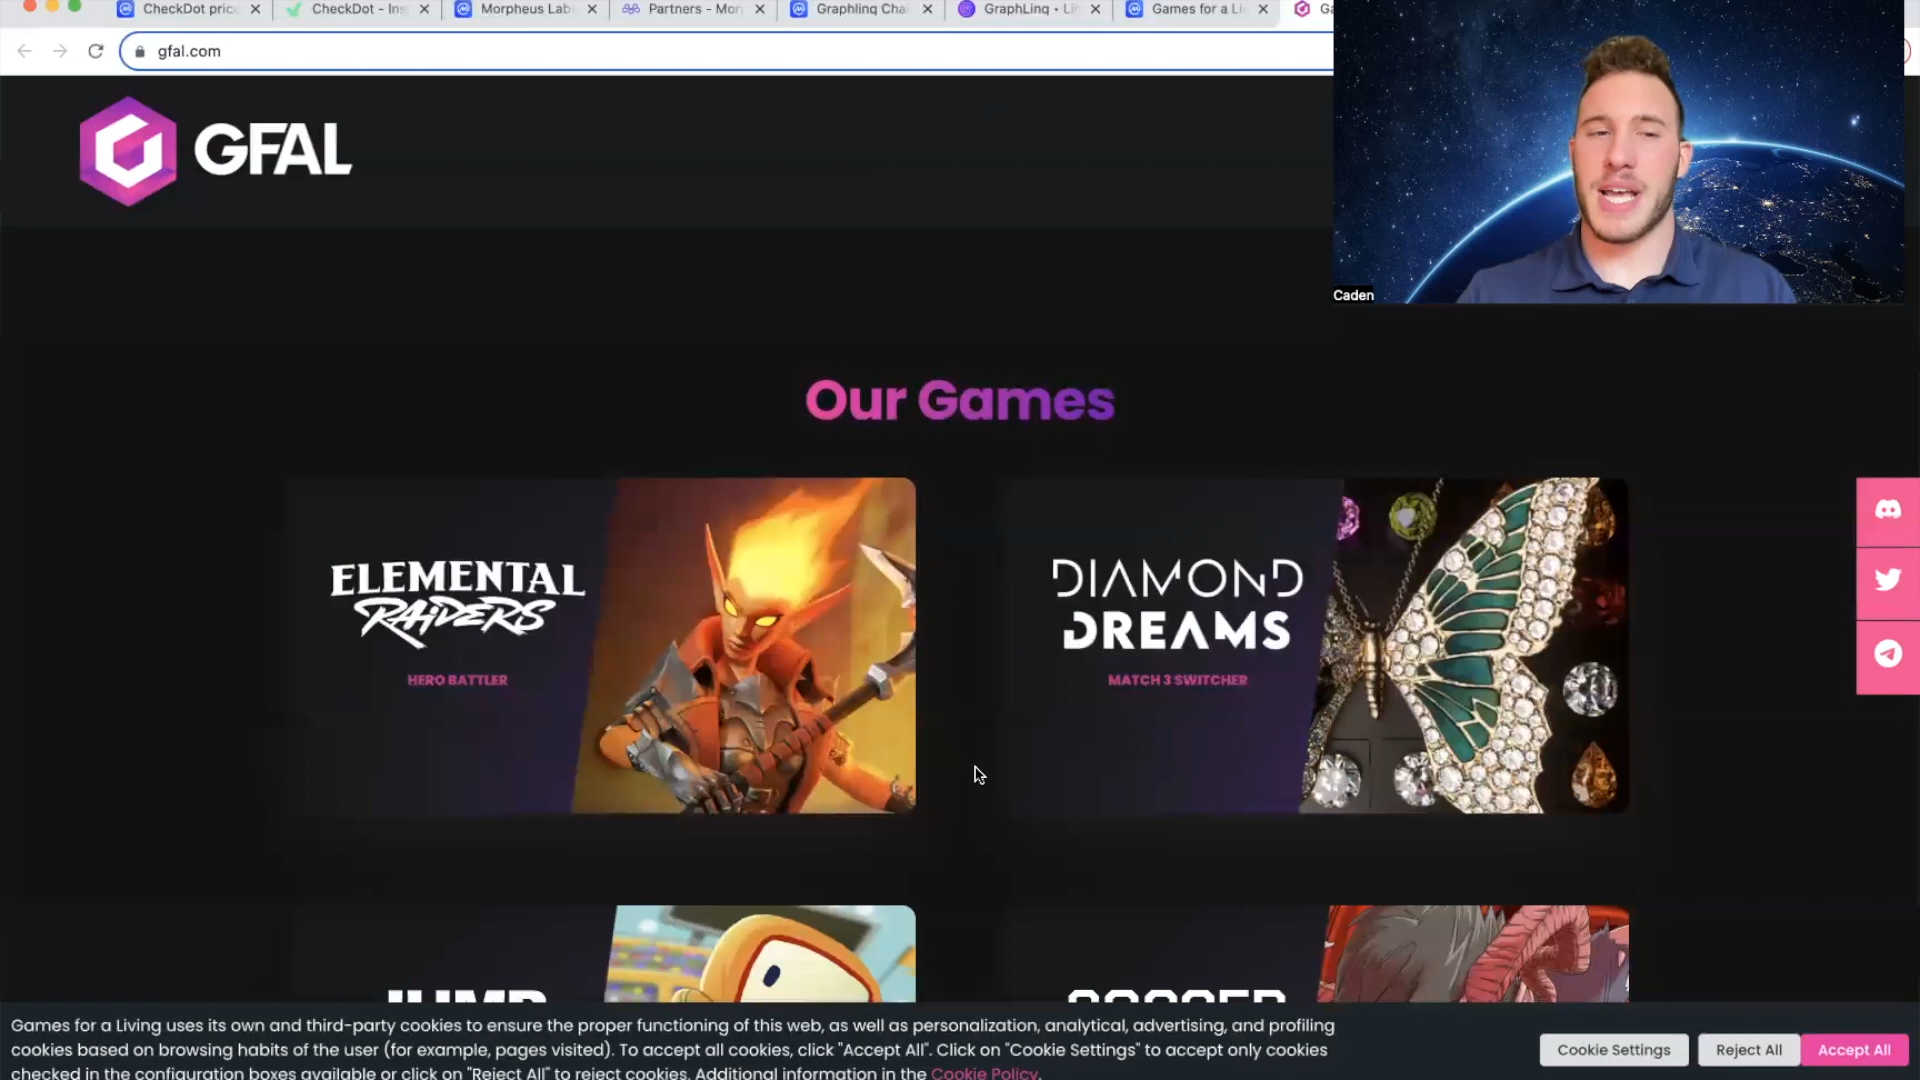 CheckDot pric
CheckDot - Ins
Morpheus Lab
Partners - Mor
Graphlinq Cha
GraphLinq • Li
Games for a Li
Ga
gfal.com
GFAL
Caden
Our Games
ELEMENTAL
RAIDERS
HERO BATTLER
DIAMOND
DREAMS
MATCH 3 SWITCHER
JUMP
SOCCER
Games for a Living uses its own and third-party cookies to ensure the proper functioning of this web, as well as personalization, analytical, advertising, and profiling
cookies based on browsing habits of the user (for example, pages visited). To accept all cookies, click "Accept All". Click on "Cookie Settings" to accept only cookies
checked in the configuration boxes available or click on "Reject All" to reject cookies. Additional information in the Cookie Policy.
Cookie Settings
Reject All
Accept All